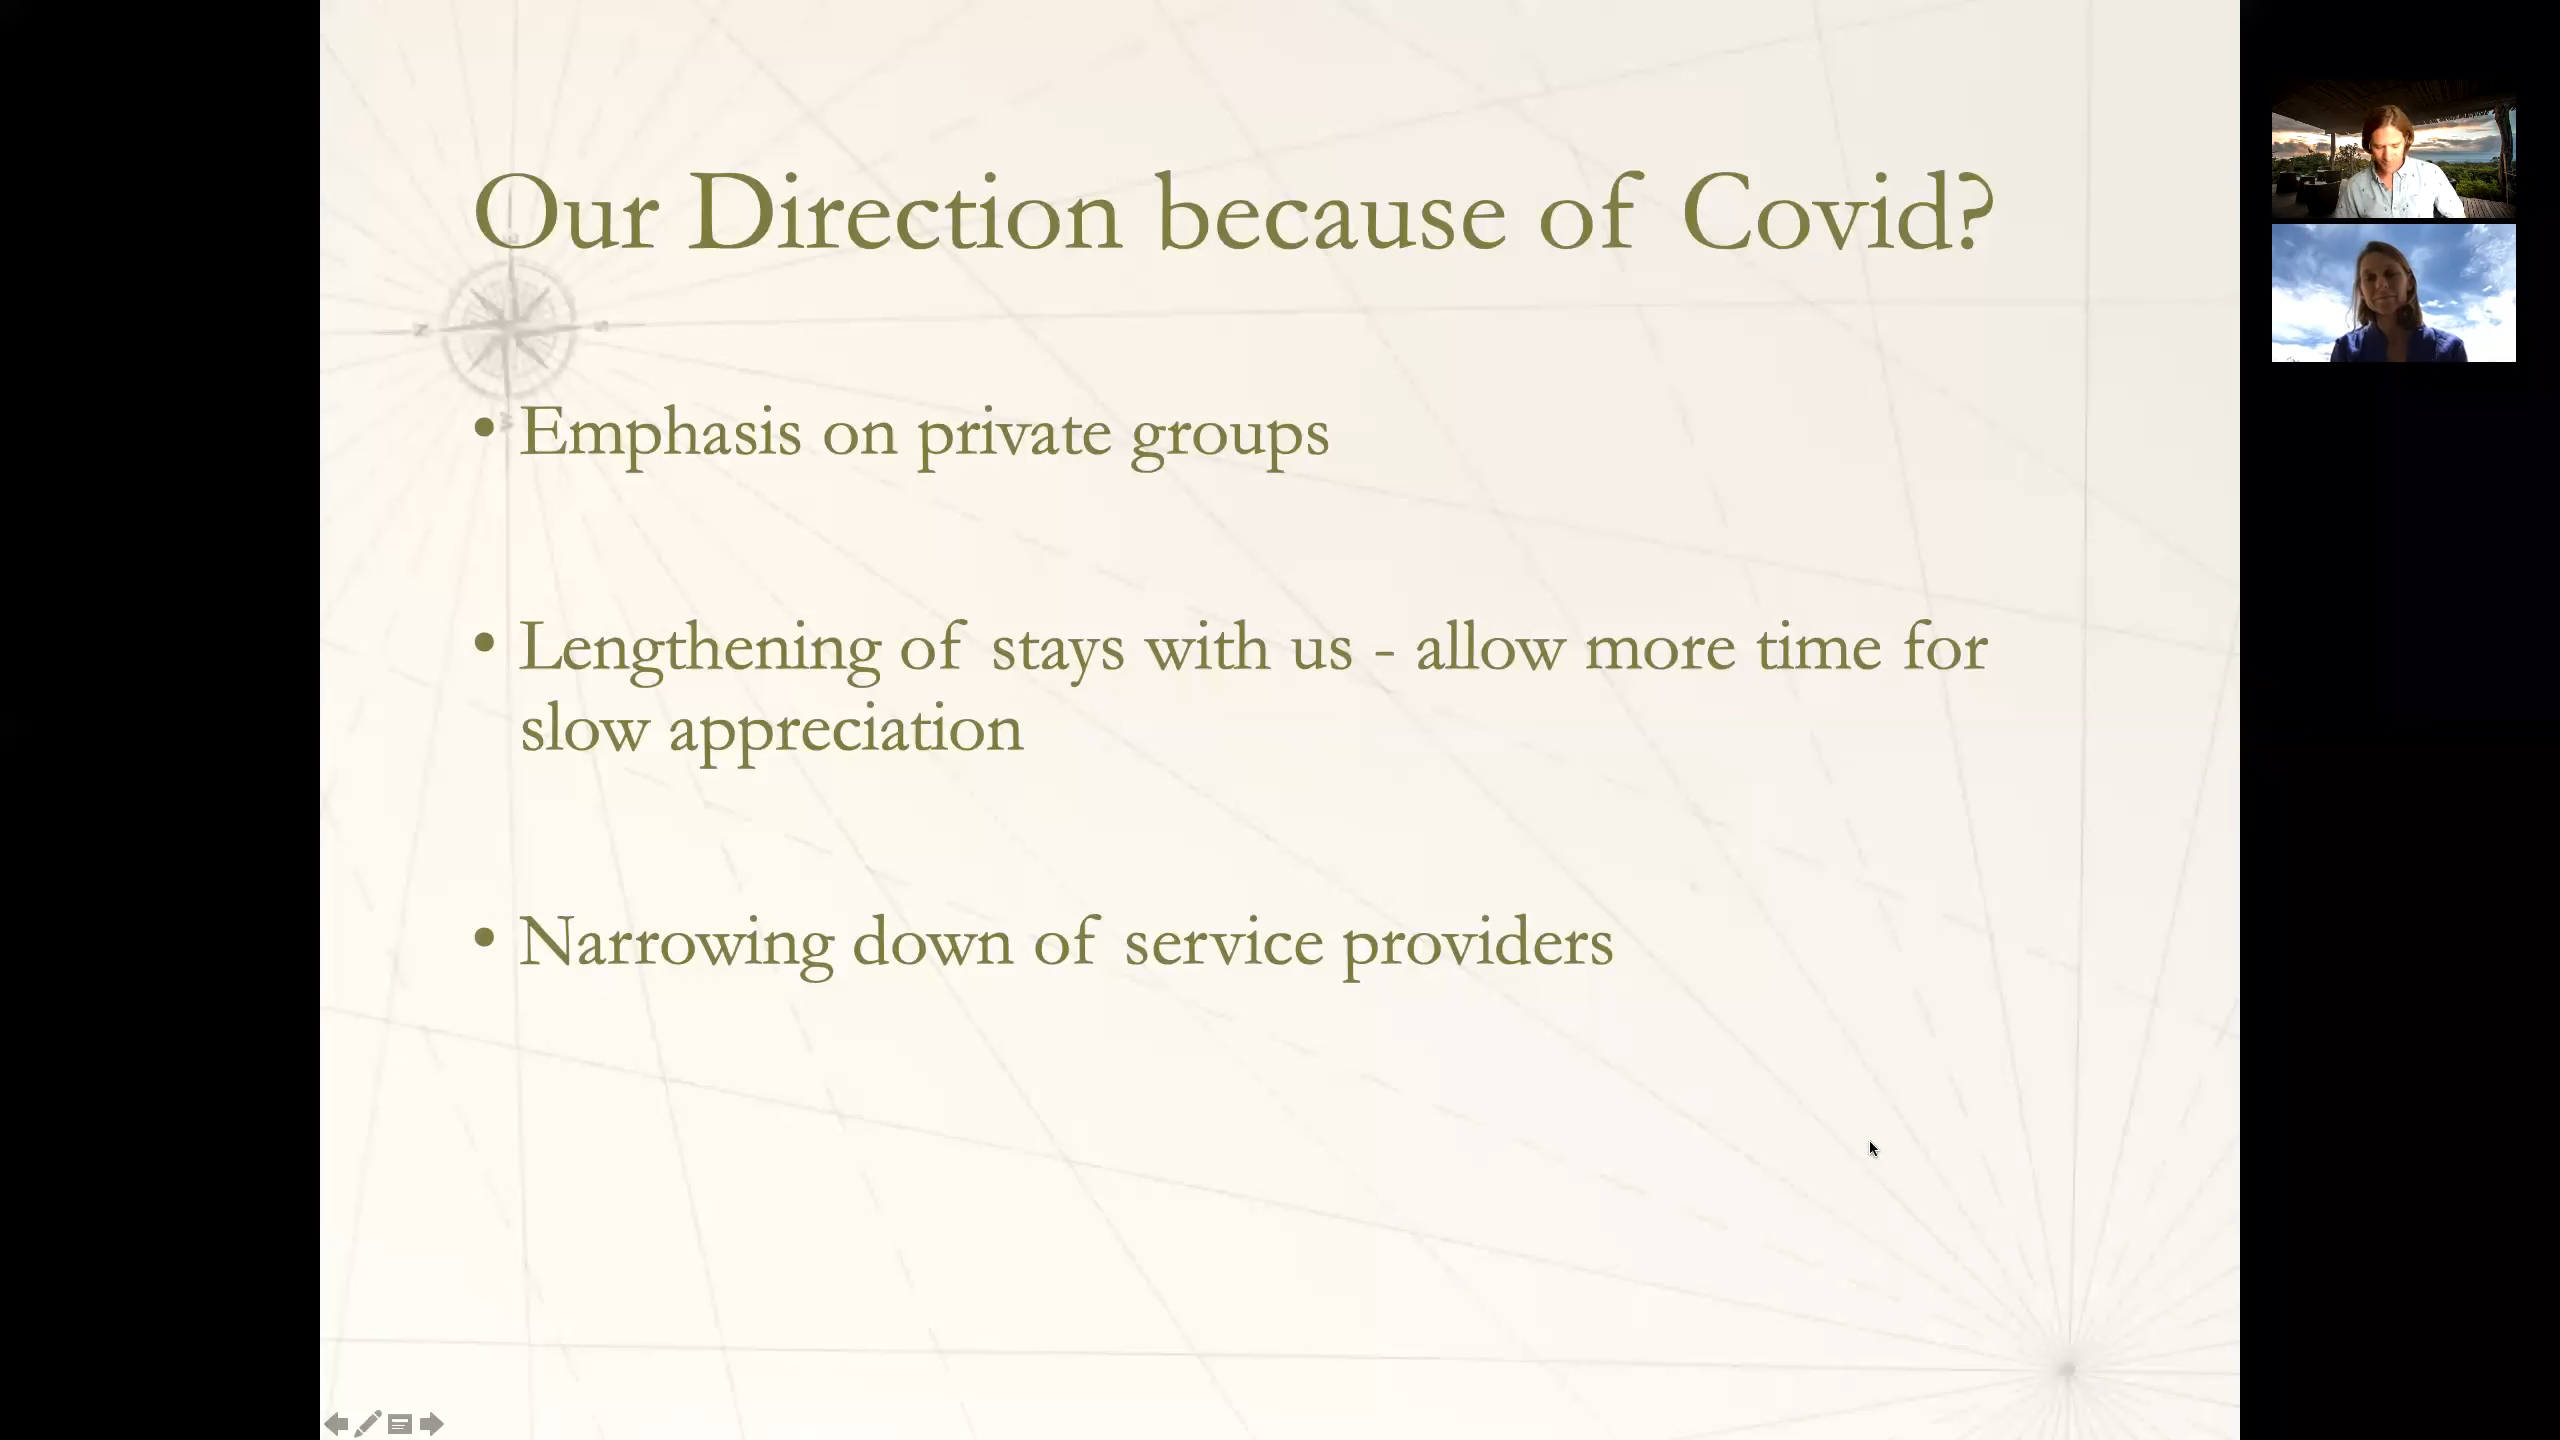 Our Direction because of Covid?
• Emphasis on private groups
• Lengthening of stays with us - allow more time for
slow appreciation
• Narrowing down of service providers